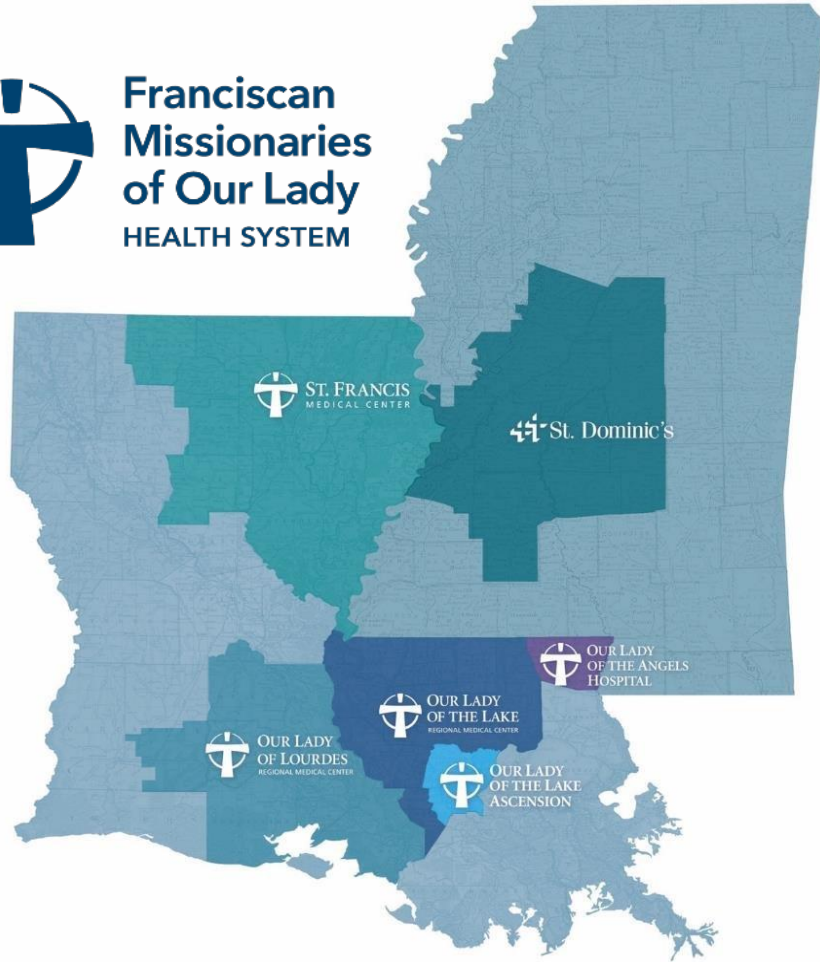 Franciscan
Missionaries
of Our Lady
HEALTH SYSTEM
ST. FRANCIS
MEDICAL CENTER
St. Dominic's
OUR LADY
OF THE ANGELS
HOSPITAL
OUR LADY
OF THE LAKE
REGIONAL MEDICAL CENTER
OUR LADY
OF LOURDES
REGIONAL MEDICAL CENTER
OUR LADY
OF THE LAKE
ASCENSION